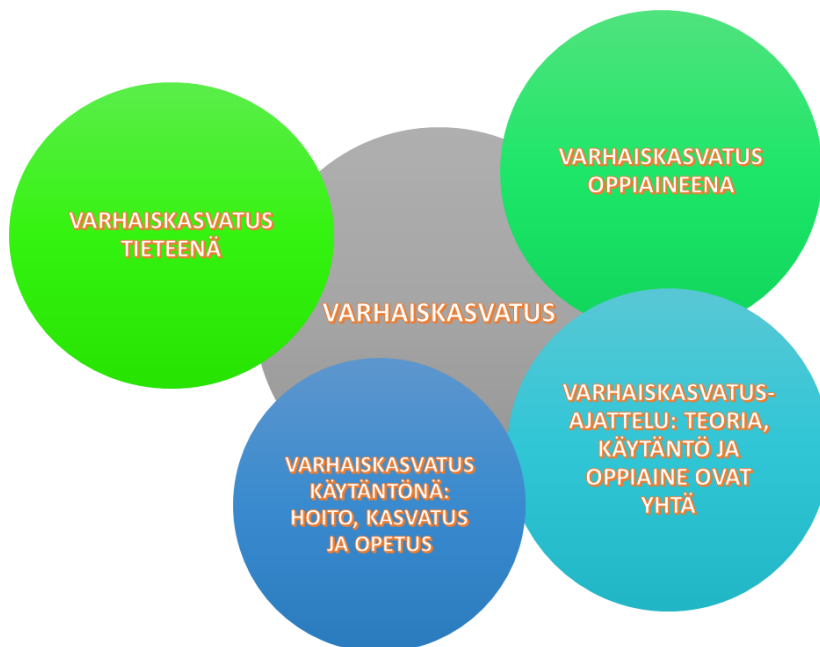 VARHAISKASVATUS
TIETEENÄ
VARHAISKASVATUS
OPPIAINEENA
VARHAISKASVATUS
VARHAISKASVATUS-
AJATTELU: TEORIA,
KÄYTÄNTÖ JA
OPPIAINE OVAT
YHTÄ
VARHAISKASVATUS
KÄYTÄNTÖNÄ:
HOITO, KASVATUS
JA OPETUS